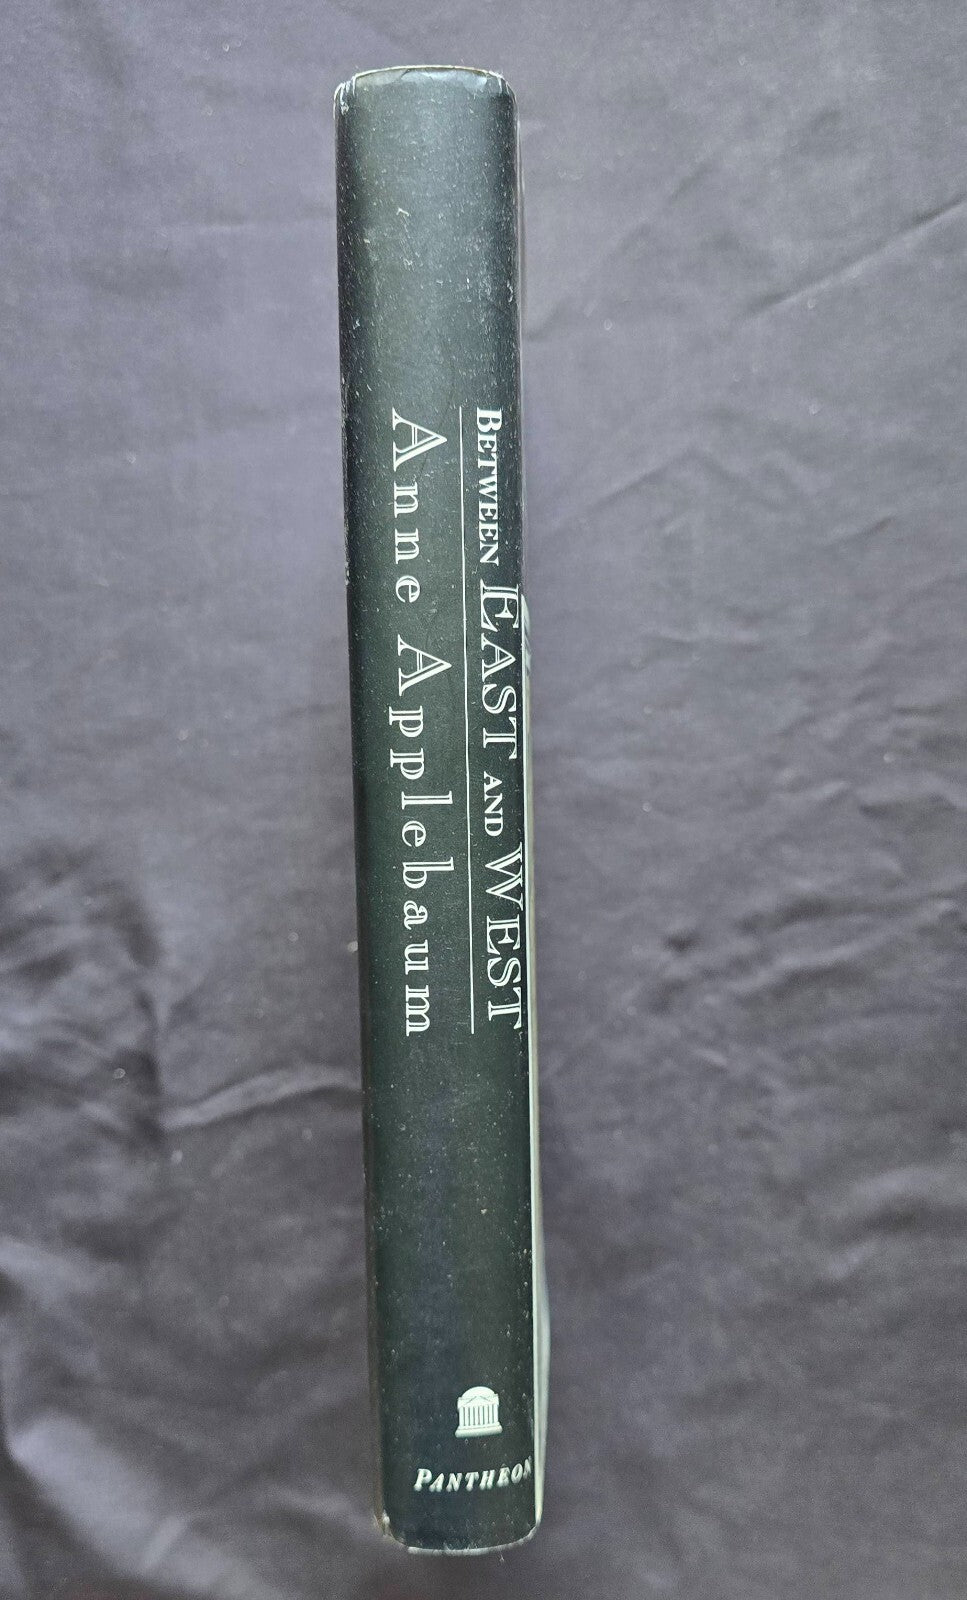 BETWEEN EAST AND WEST
Anne Applebaum
PANTHEON